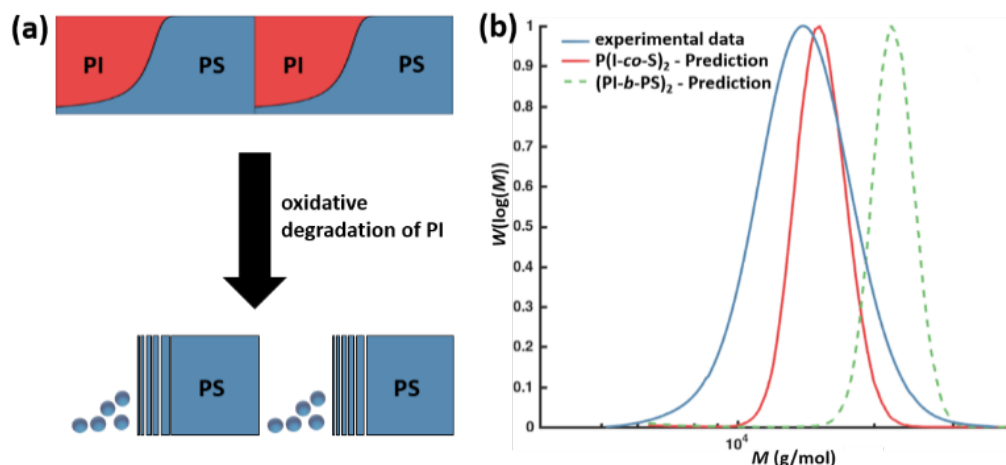 (a)
PI
PS
PI
PS
oxidative
degradation of PI
PS
PS
(b)
experimental data
P(I-co-S)₂ - Prediction
(PI-b-PS)₂ - Prediction
W(log(M))
1
0.9
0.8
0.7
0.6
0.5
0.4
0.3
0.2
0.1
0
10⁴
M (g/mol)